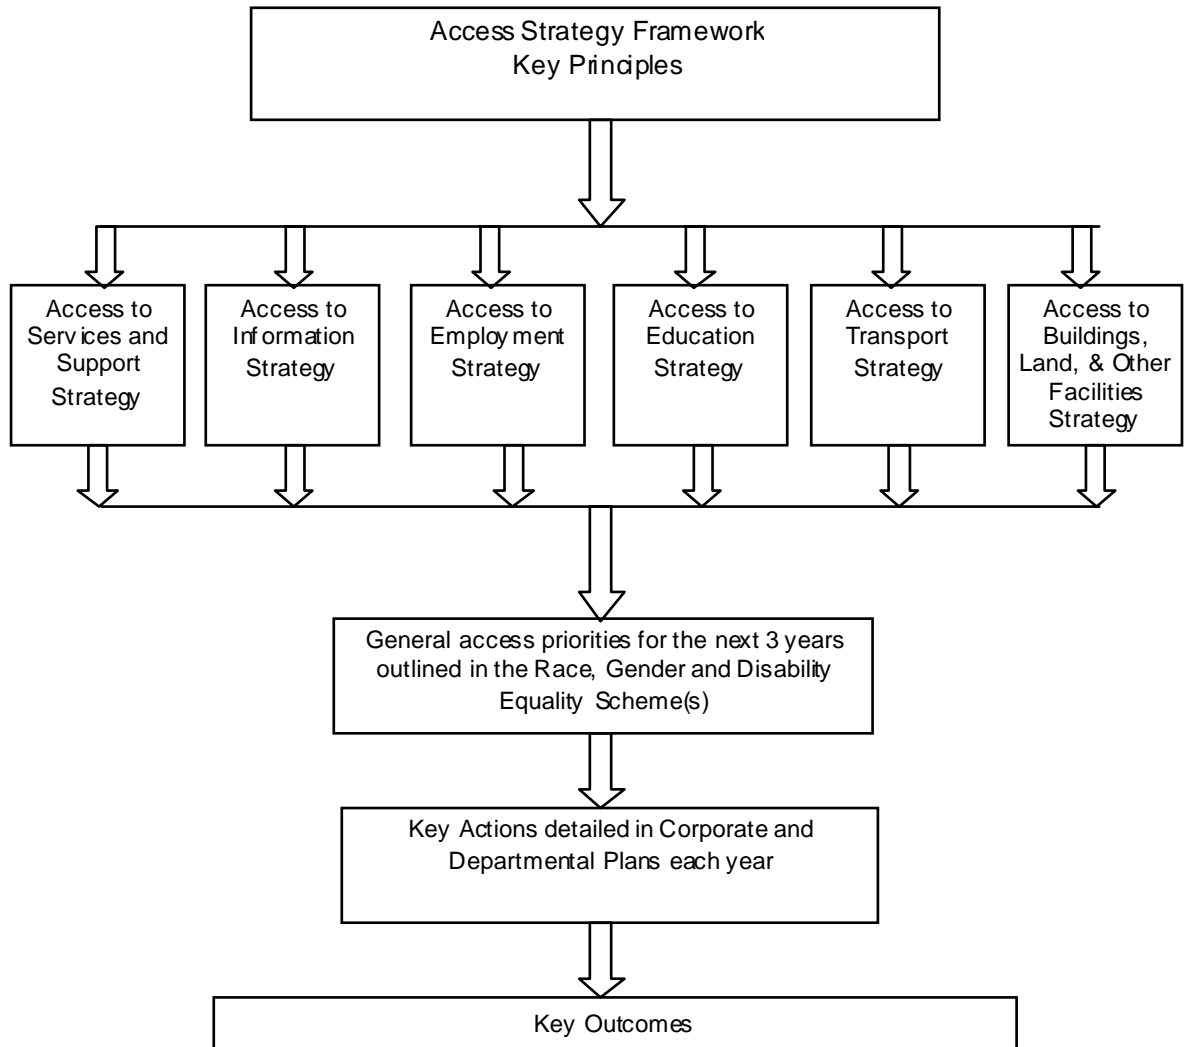 Access Strategy Framework
Key Principles
Access to
Services and
Support
Strategy
Access to
Information
Strategy
Access to
Employment
Strategy
Access to
Education
Strategy
Access to
Transport
Strategy
Access to
Buildings,
Land, & Other
Facilities
Strategy
General access priorities for the next 3 years
outlined in the Race, Gender and Disability
Equality Scheme(s)
Key Actions detailed in Corporate and
Departmental Plans each year
Key Outcomes